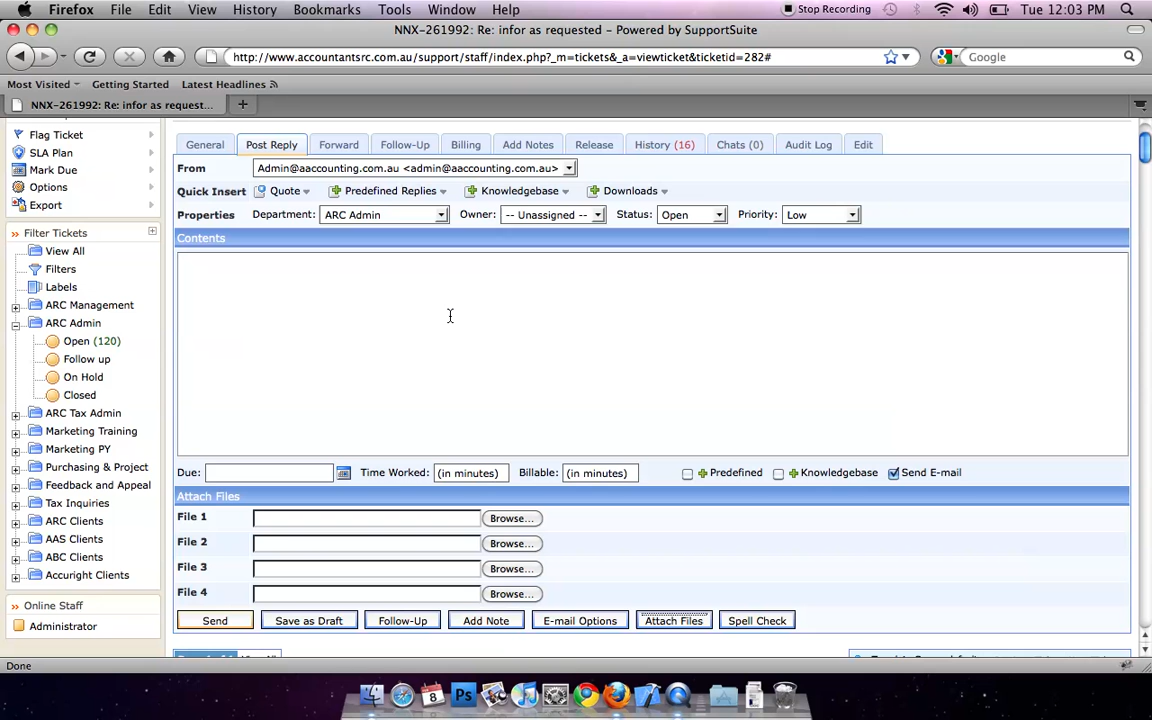 Firefox File Edit View History Bookmarks Tools Window Help Stop Recording Tue 12:03 PM
NNX-261992: Re: infor as requested - Powered by SupportSuite
http://www.accountantsrc.com.au/support/staff/index.php?_m=tickets&_a=viewticket&ticketid=282# Google
Most Visited Getting Started Latest Headlines
NNX-261992: Re: infor as request...
Flag Ticket
SLA Plan
Mark Due
Options
Export
Filter Tickets
View All
Filters
Labels
ARC Management
ARC Admin
Open (120)
Follow up
On Hold
Closed
ARC Tax Admin
Marketing Training
Marketing PY
Purchasing & Project
Feedback and Appeal
Tax Inquiries
ARC Clients
AAS Clients
ABC Clients
Accuright Clients
Online Staff
Administrator
General Post Reply Forward Follow-Up Billing Add Notes Release History (16) Chats (0) Audit Log Edit
From Admin@aaccounting.com.au <admin@aaccounting.com.au>
Quick Insert Quote Predefined Replies Knowledgebase Downloads
Properties Department: ARC Admin Owner: -- Unassigned -- Status: Open Priority: Low
Contents
Due: Time Worked: (in minutes) Billable: (in minutes) Predefined Knowledgebase Send E-mail
Attach Files
File 1 Browse...
File 2 Browse...
File 3 Browse...
File 4 Browse...
Send Save as Draft Follow-Up Add Note E-mail Options Attach Files Spell Check
Done
8
Ps